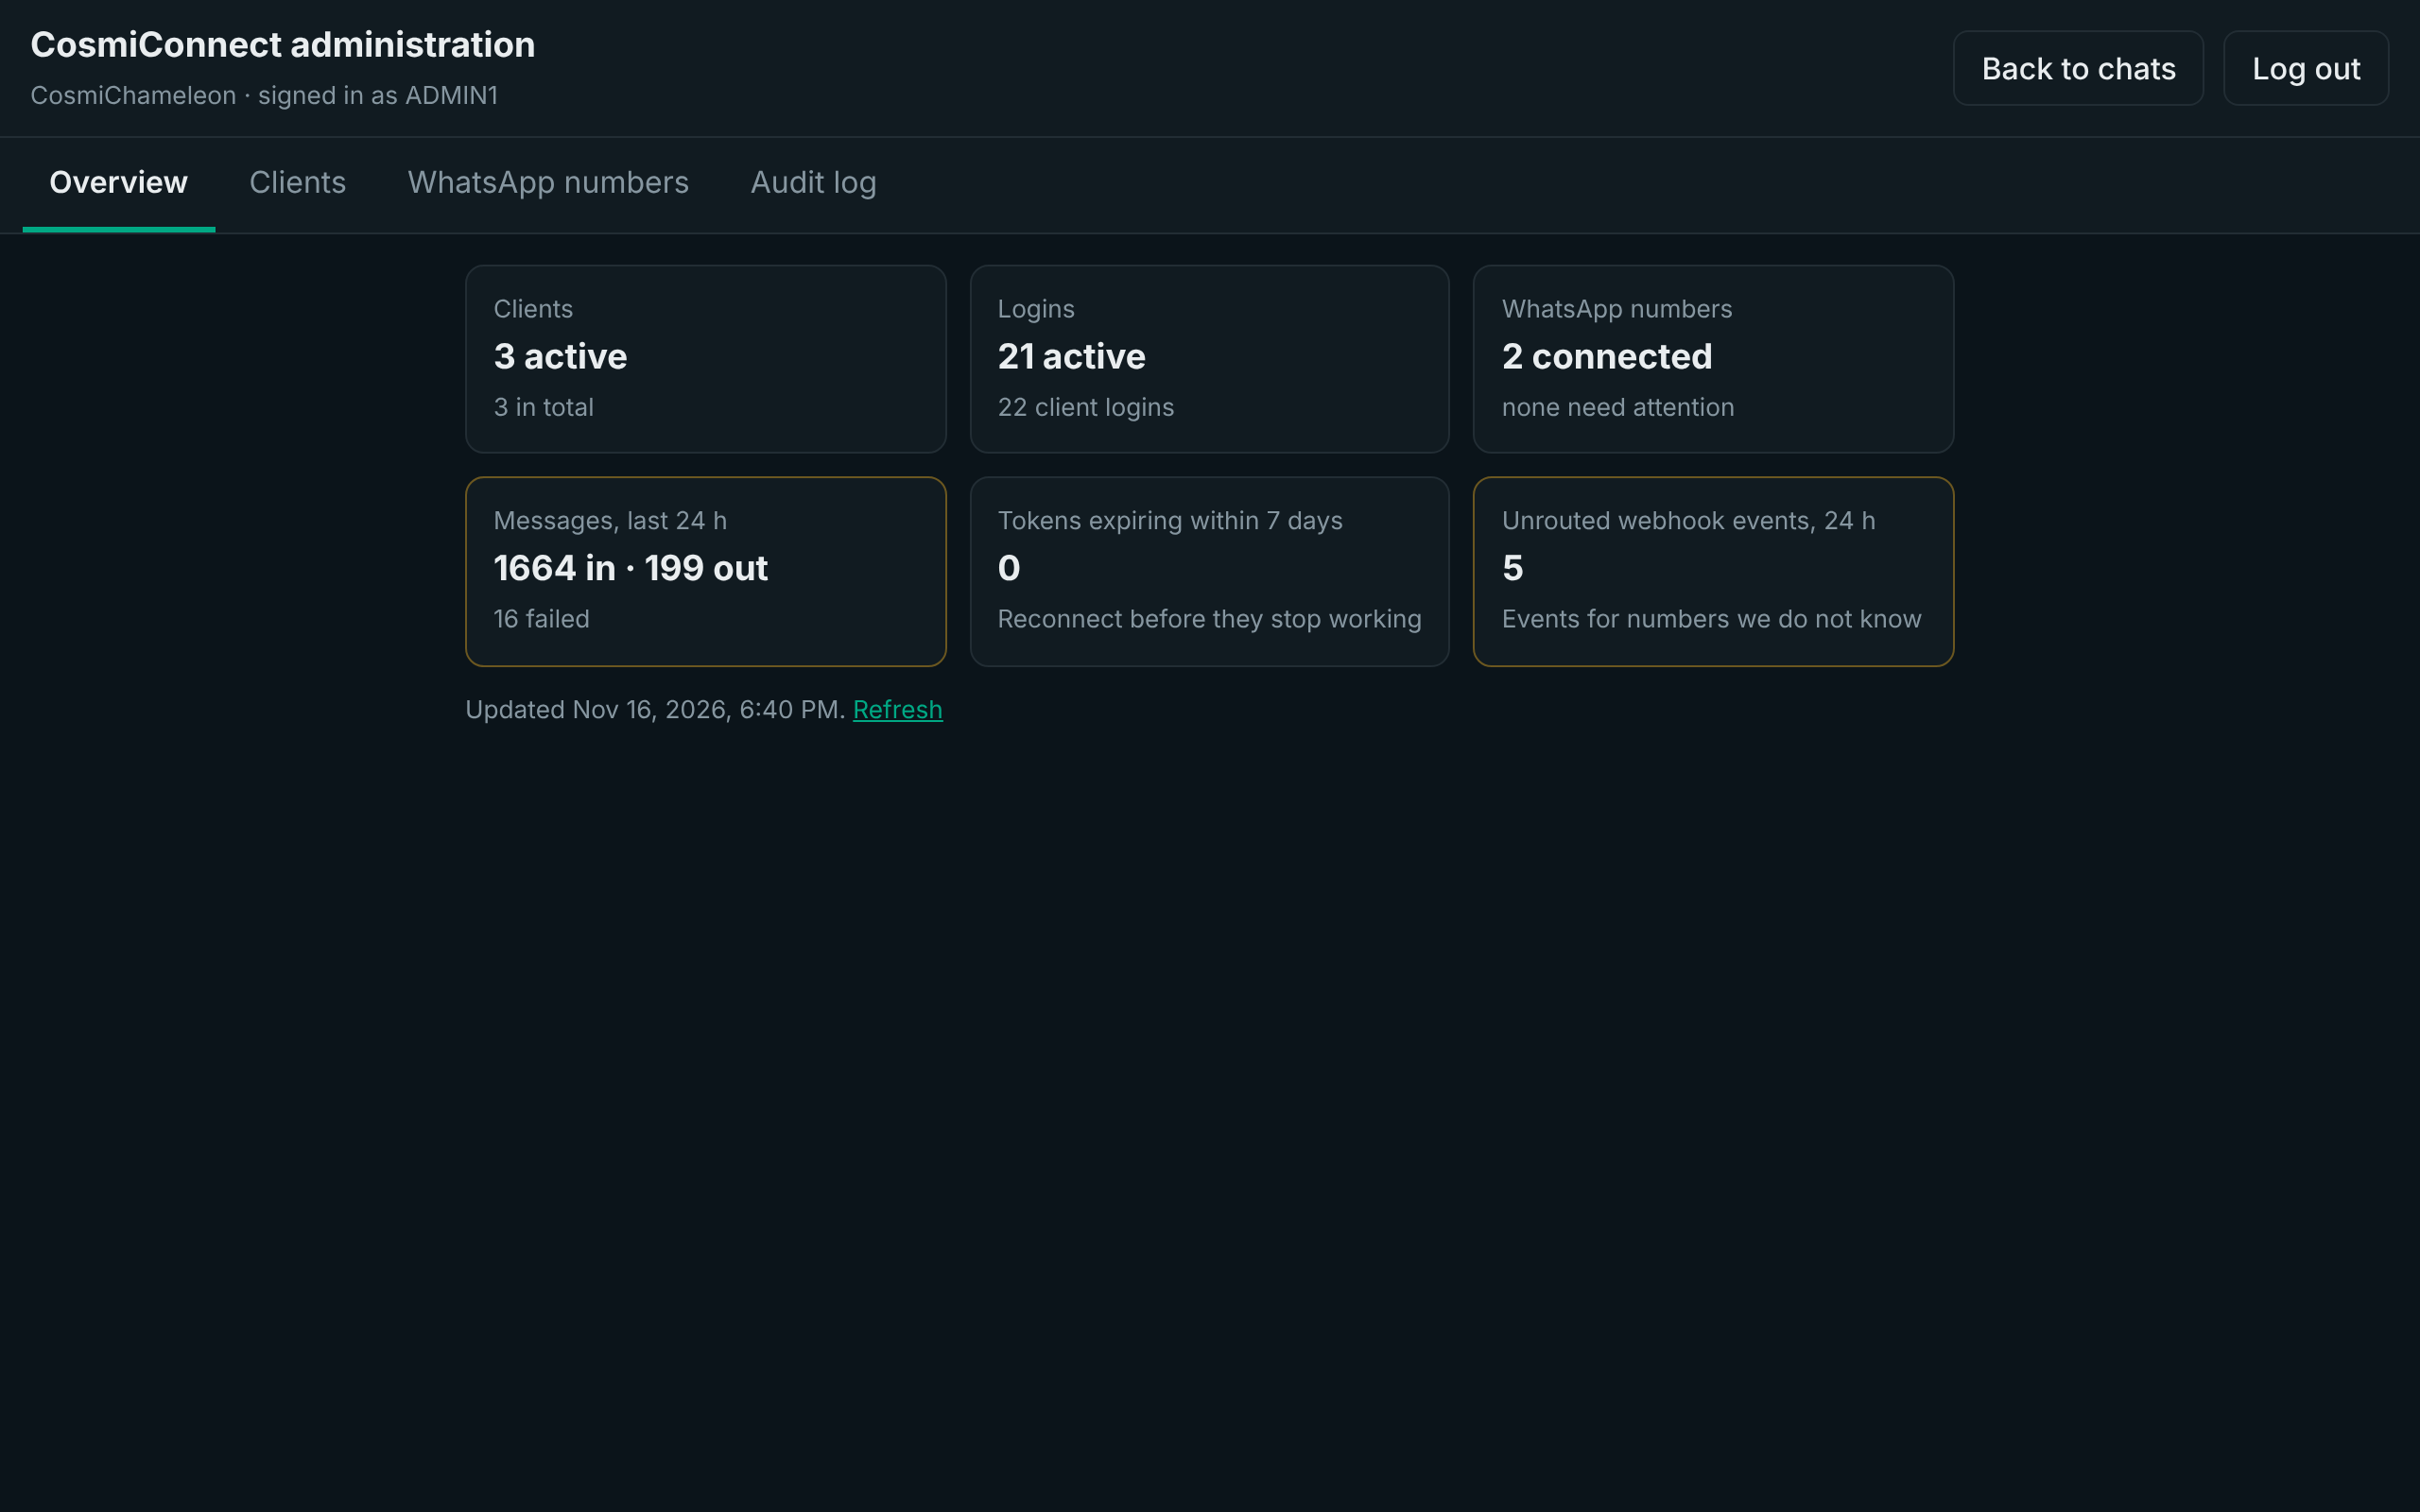 CosmiConnect administration
CosmiChameleon · signed in as ADMIN1
Back to chats
Log out
Overview
Clients
WhatsApp numbers
Audit log
Clients
3 active
3 in total
Logins
21 active
22 client logins
WhatsApp numbers
2 connected
none need attention
Messages, last 24 h
1664 in · 199 out
16 failed
Tokens expiring within 7 days
0
Reconnect before they stop working
Unrouted webhook events, 24 h
5
Events for numbers we do not know
Updated Nov 16, 2026, 6:40 PM. Refresh